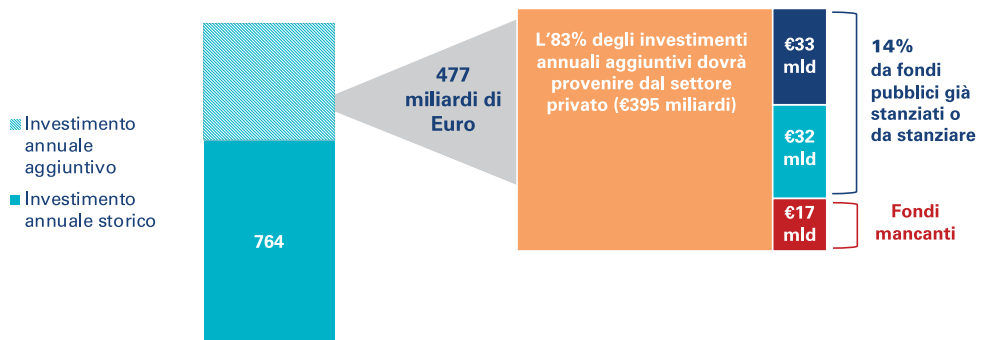 Investimento
annuale
aggiuntivo
Investimento
annuale storico
764
477
miliardi di
Euro
L'83% degli investimenti
annuali aggiuntivi dovrà
provenire dal settore
privato (€395 miliardi)
€33
mld
€32
mld
€17
mld
14%
da fondi
pubblici già
stanziati o
da stanziare
Fondi
mancanti